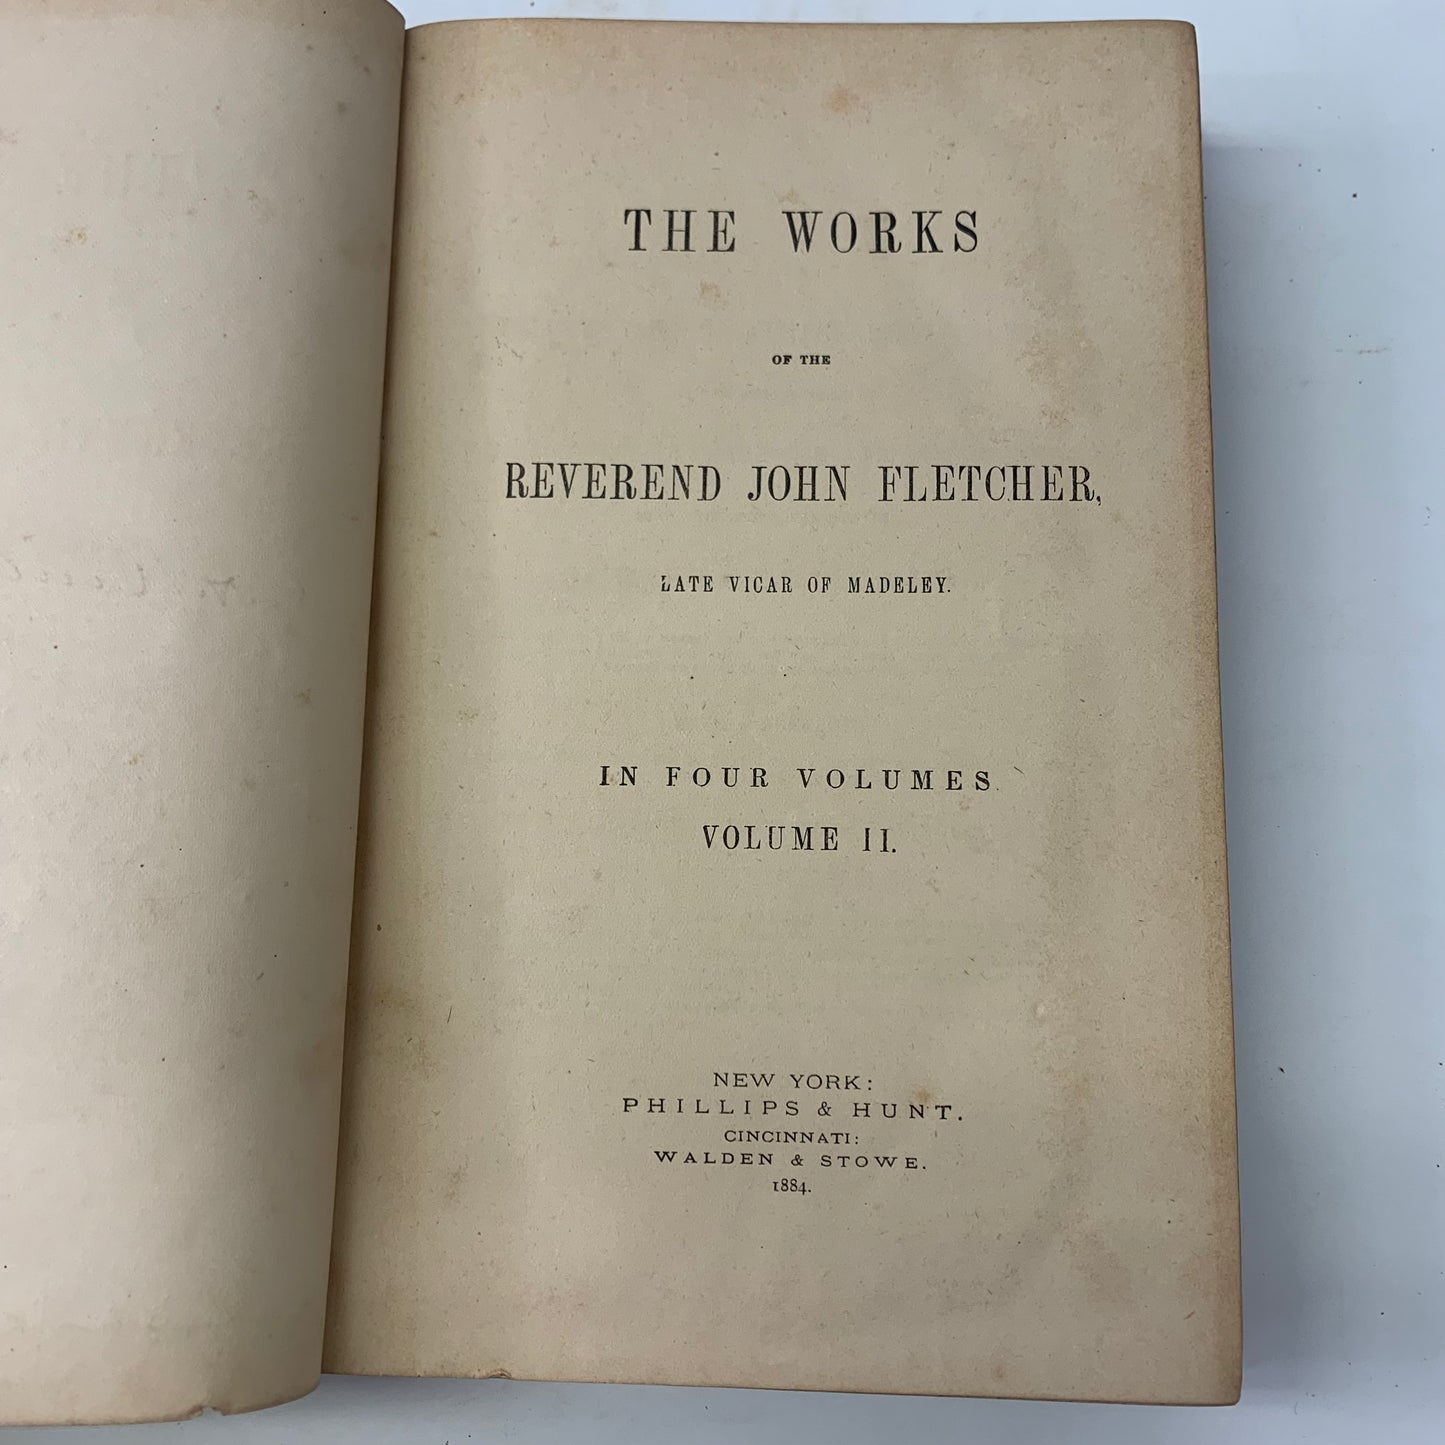 THE WORKS
OF THE
REVEREND JOHN FLETCHER,
LATE VICAR OF MADELEY.
IN FOUR VOLUMES
VOLUME II.
NEW YORK:
PHILLIPS & HUNT.
CINCINNATI:
WALDEN & STOWE.
1884.